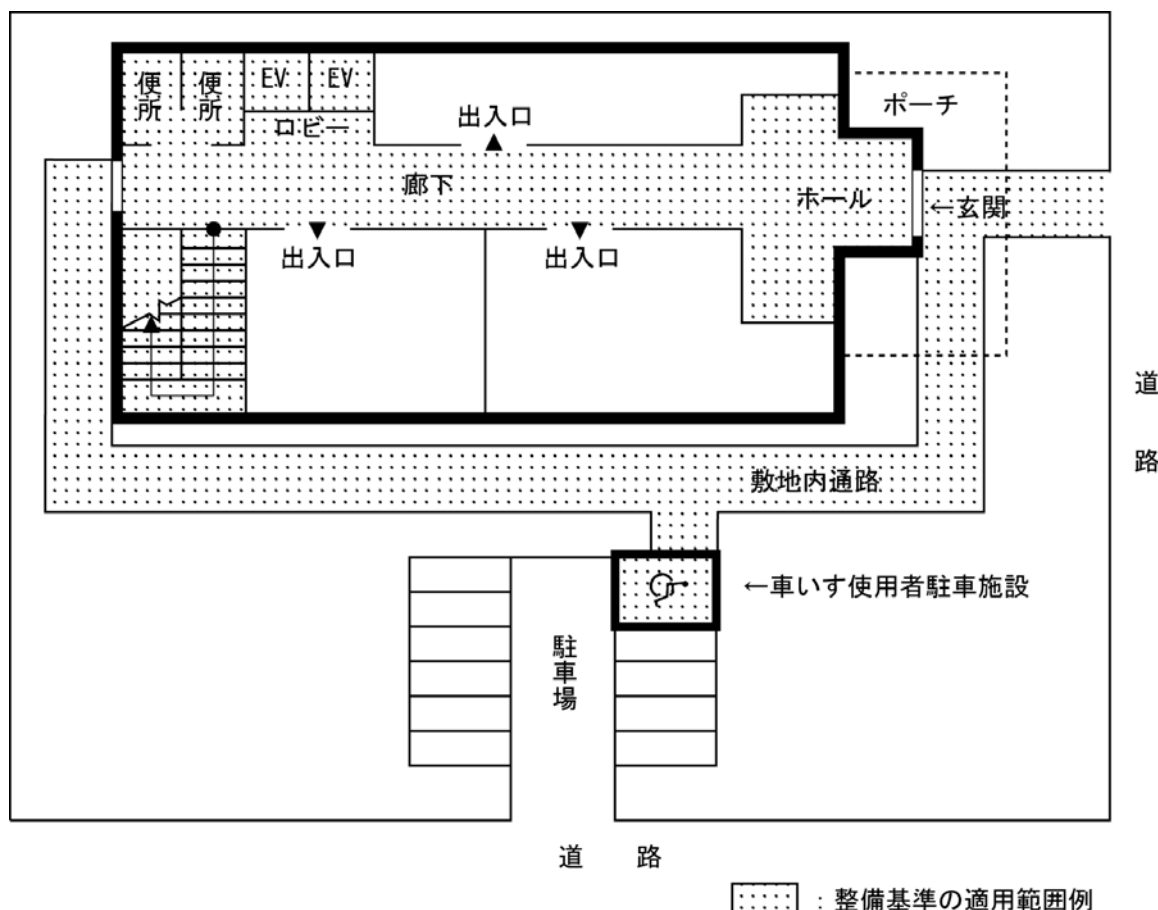 便所
便所
EV
EV
ロビー
出入口
ポーチ
廊下
ホール
←玄関
出入口
出入口
道路
敷地内通路
←車いす使用者駐車施設
駐車場
道路
：整備基準の適用範囲例